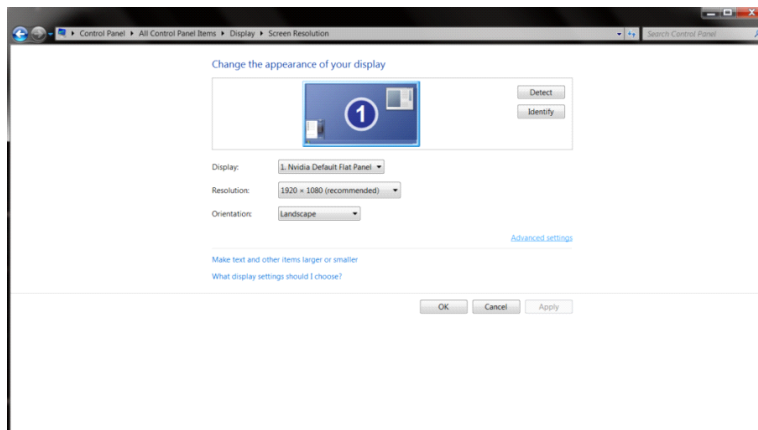 Control Panel ▸ All Control Panel Items ▸ Display ▸ Screen Resolution
Search Control Panel
Change the appearance of your display
1
Detect
Identify
Display: 1. Nvidia Default Flat Panel
Resolution: 1920 × 1080 (recommended)
Orientation: Landscape
Advanced settings
Make text and other items larger or smaller
What display settings should I choose?
OK Cancel Apply